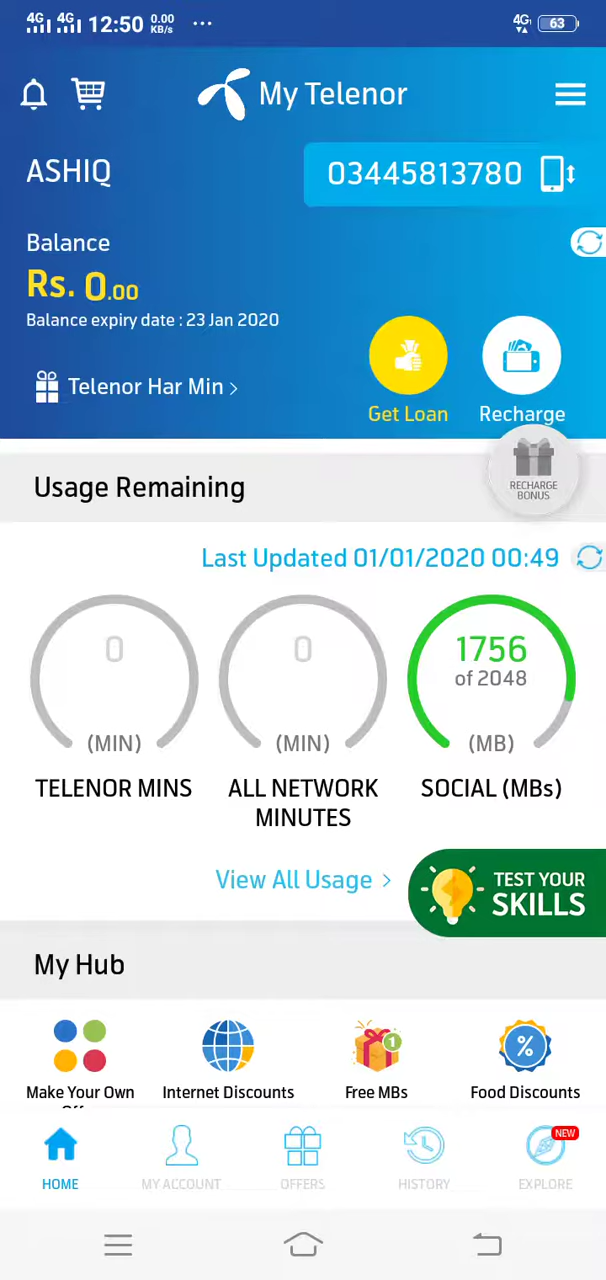 4G 4G 12:50 0.00 KB/s ... 4G 63
My Telenor
ASHIQ 03445813780
Balance
Rs. 0.00
Balance expiry date : 23 Jan 2020
Telenor Har Min >
Get Loan Recharge
RECHARGE
BONUS
Usage Remaining
Last Updated 01/01/2020 00:49
0 0 1756
of 2048
(MIN) (MIN) (MB)
TELENOR MINS ALL NETWORK SOCIAL (MBs)
MINUTES
View All Usage >
TEST YOUR
SKILLS
My Hub
1 %
Make Your Own Internet Discounts Free MBs Food Discounts
NEW
HOME MY ACCOUNT OFFERS HISTORY EXPLORE